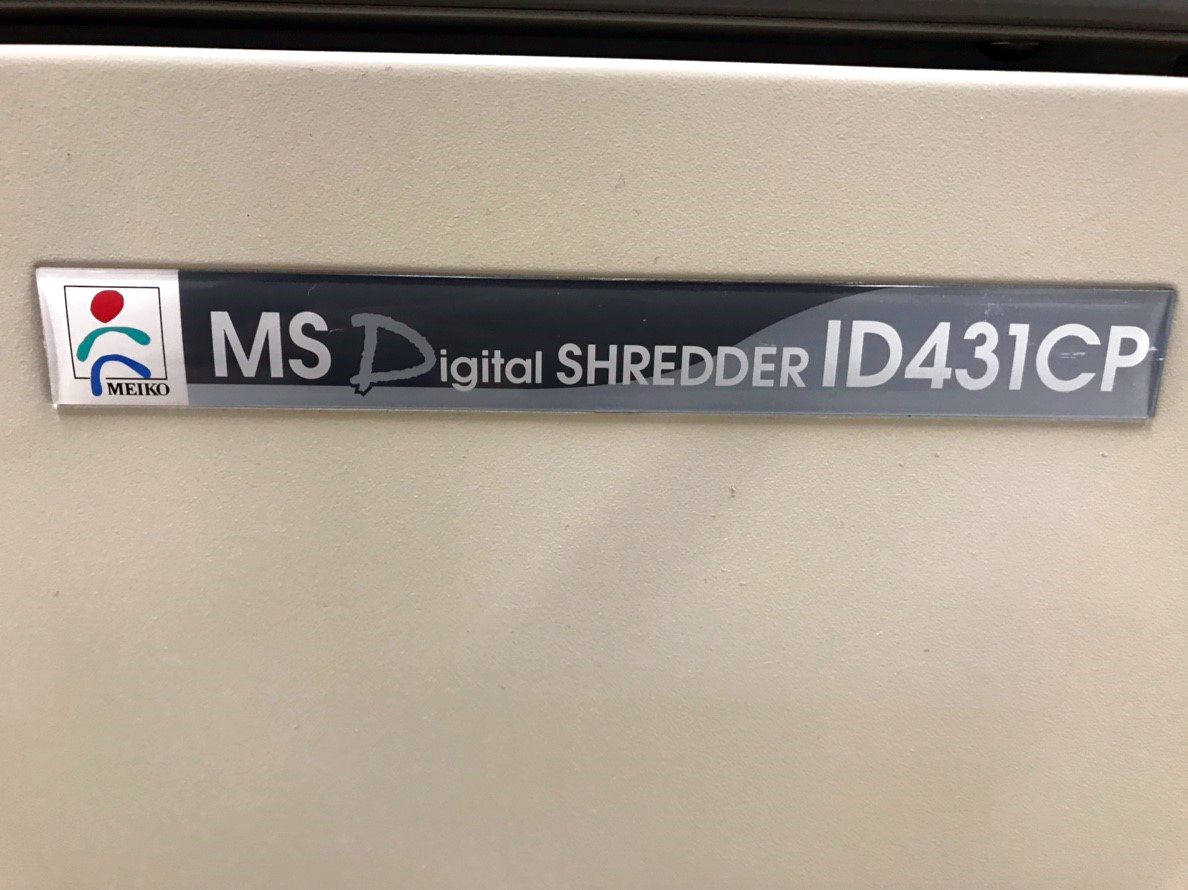 MEIKO
MS Digital SHREDDER ID431CP